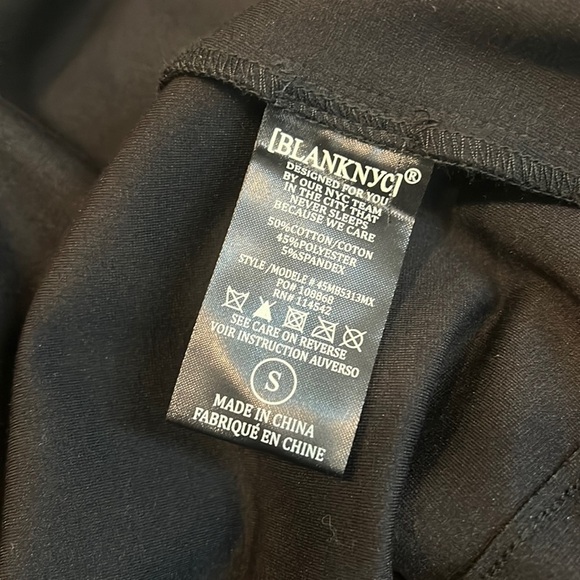 [BLANKNYC]®
DESIGNED FOR YOU
BY OUR NYC TEAM
IN THE CITY THAT
NEVER SLEEPS
BECAUSE WE CARE
50%COTTON/COTON
45%POLYESTER
5%SPANDEX
STYLE/MODELE # 45MB5313MX
PO# 108868
RN# 114542
SEE CARE ON REVERSE
VOIR INSTRUCTION AUVERSO
S
MADE IN CHINA
FABRIQUÉ EN CHINE